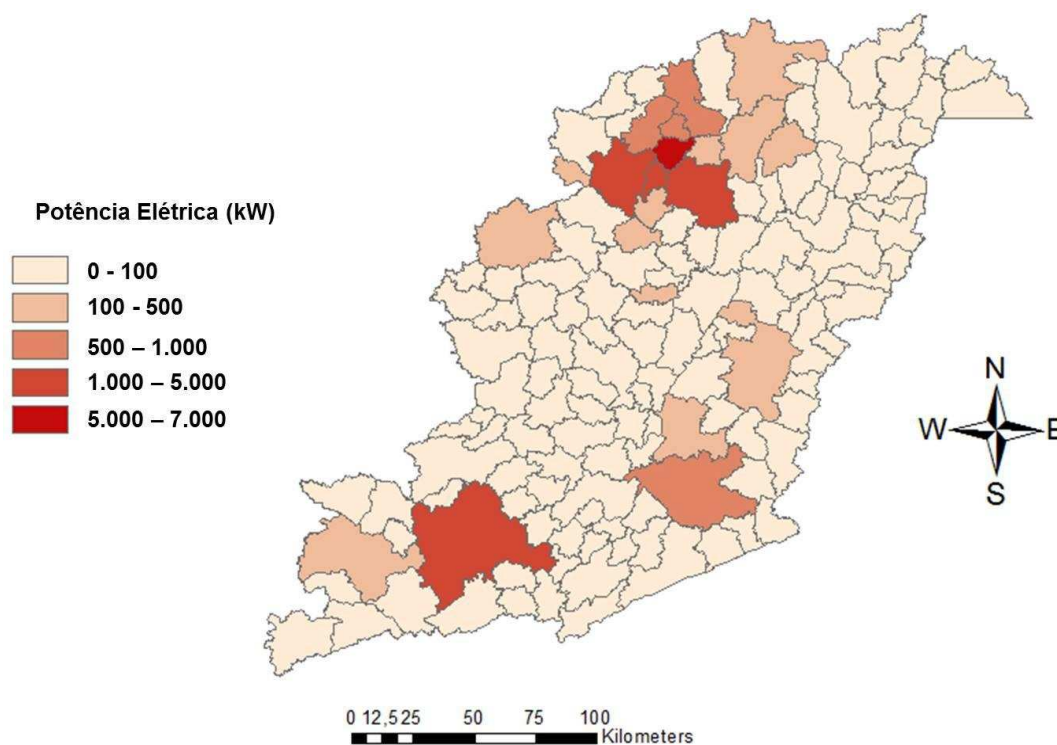 Potência Elétrica (kW)
0 - 100
100 - 500
500 – 1.000
1.000 – 5.000
5.000 – 7.000
N
W E
S
0 12,5 25 50 75 100
Kilometers